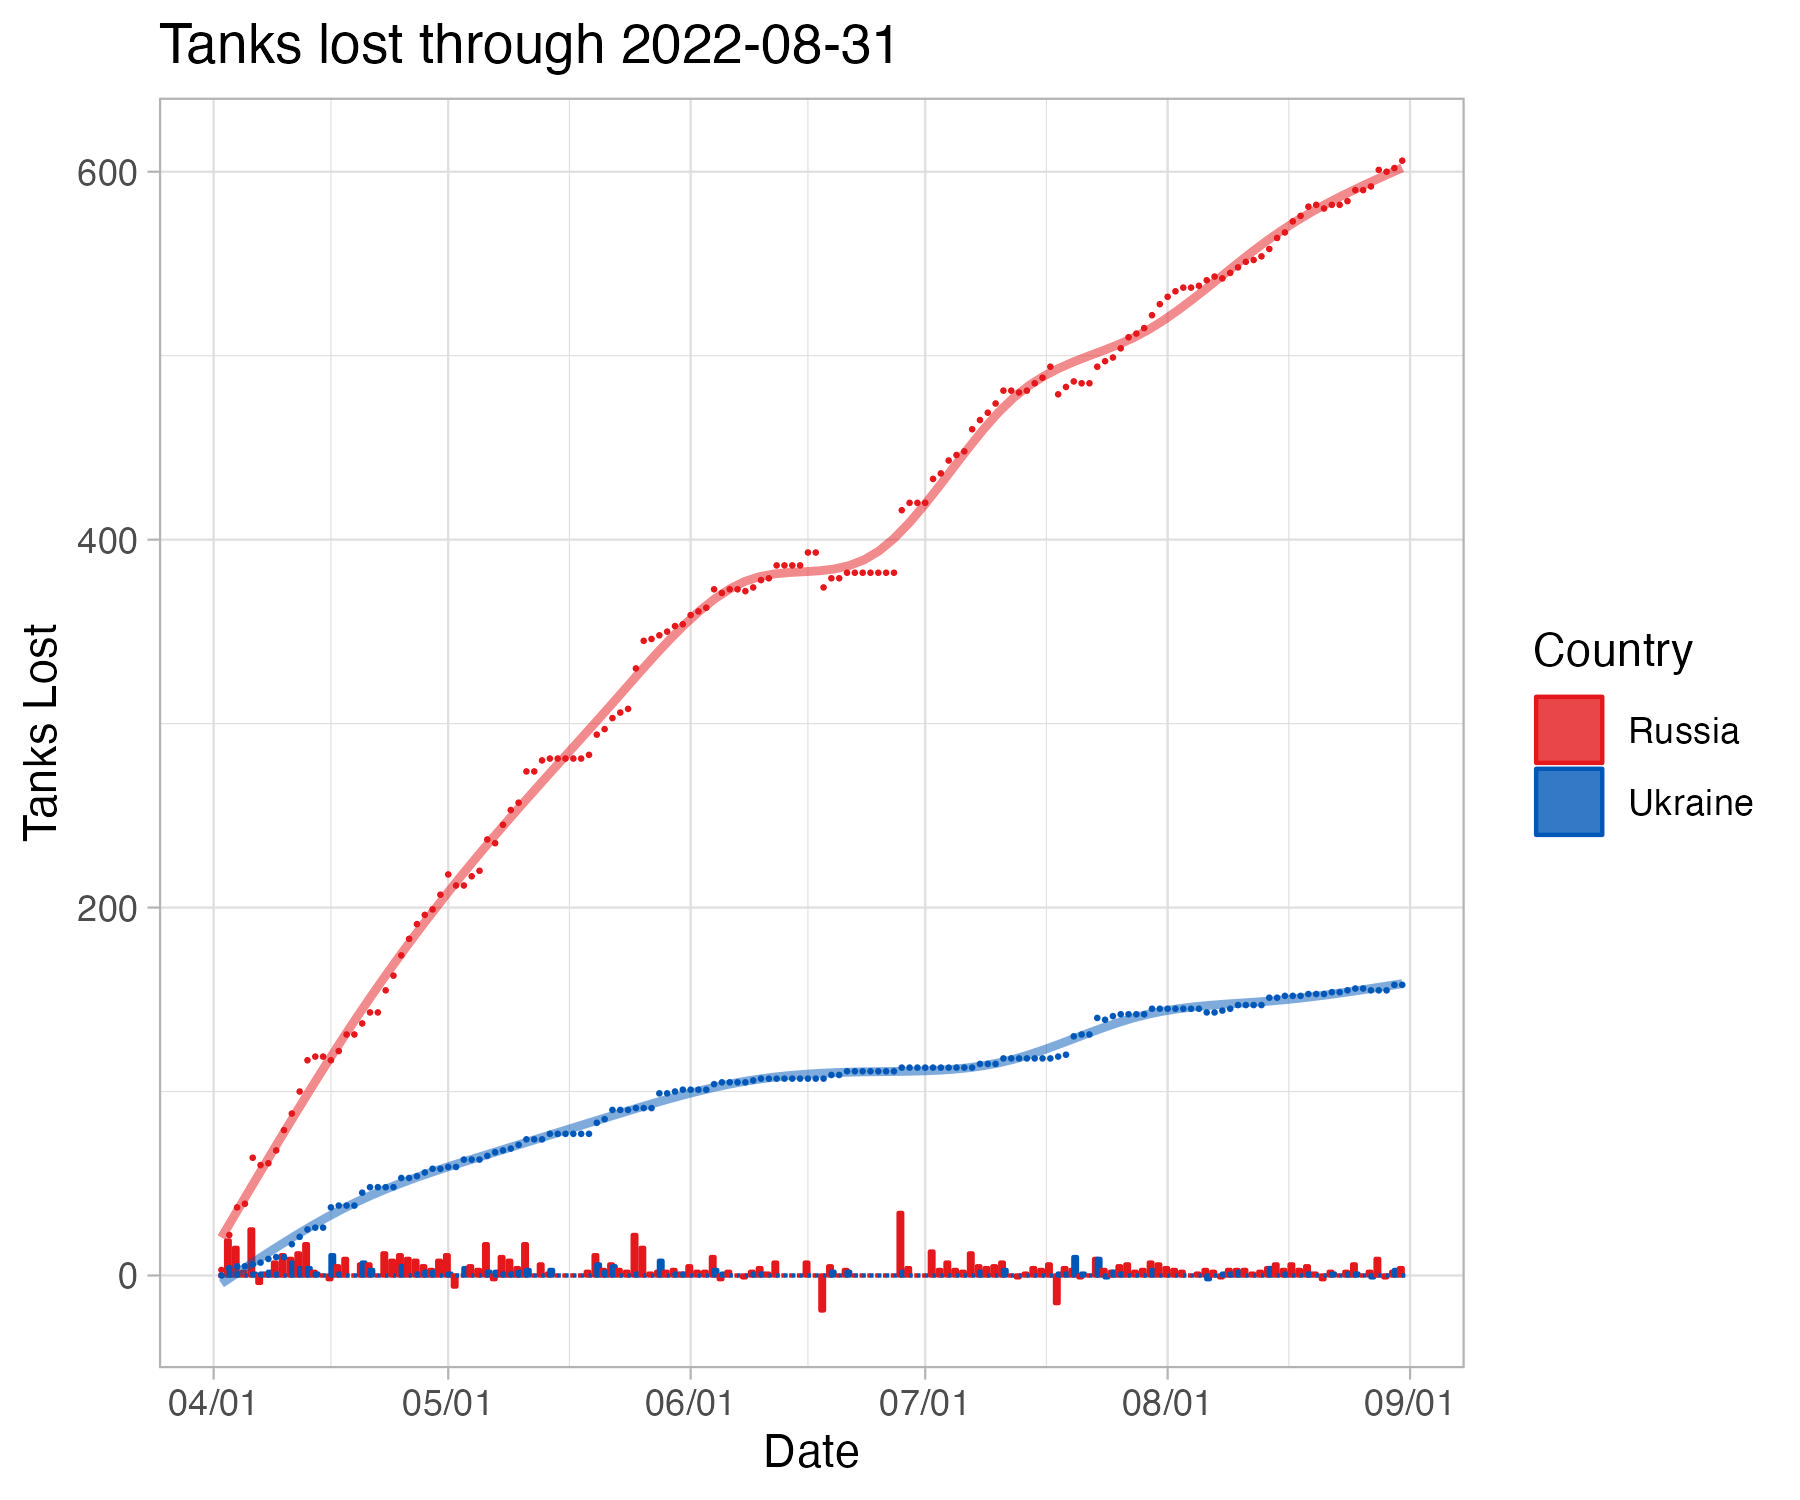 Tanks lost through 2022-08-31
600
400
200
0
Tanks Lost
04/01
05/01
06/01
07/01
08/01
09/01
Date
Country
Russia
Ukraine